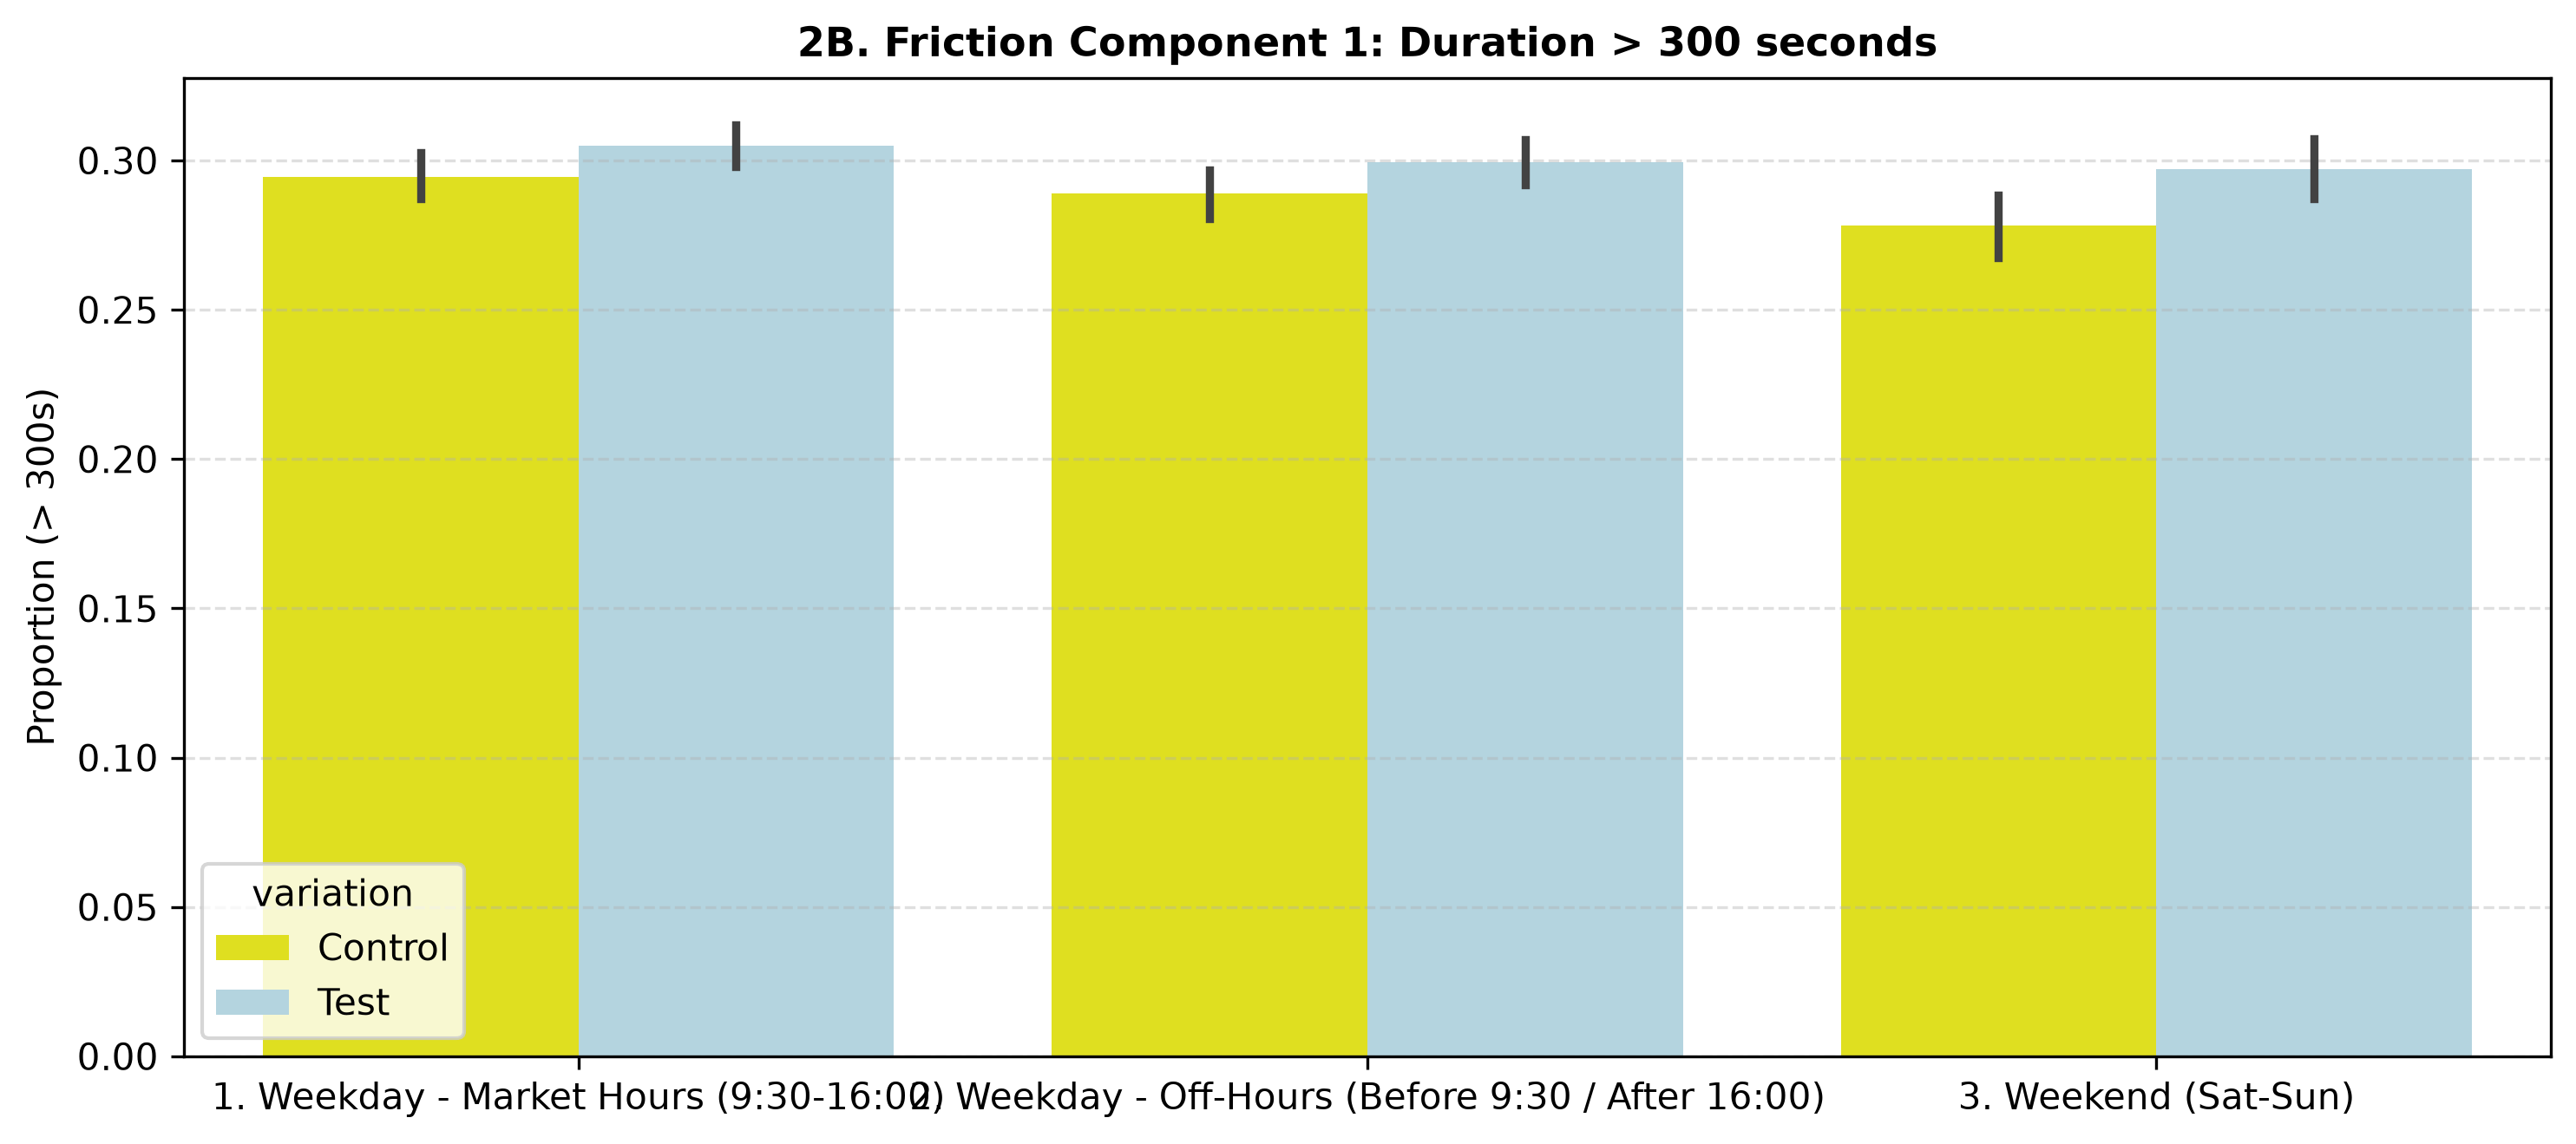 2B. Friction Component 1: Duration > 300 seconds
Proportion (> 300s)
0.30
0.25
0.20
0.15
0.10
0.05
0.00
variation
Control
Test
1. Weekday - Market Hours (9:30-16:00)
2. Weekday - Off-Hours (Before 9:30 / After 16:00)
3. Weekend (Sat-Sun)